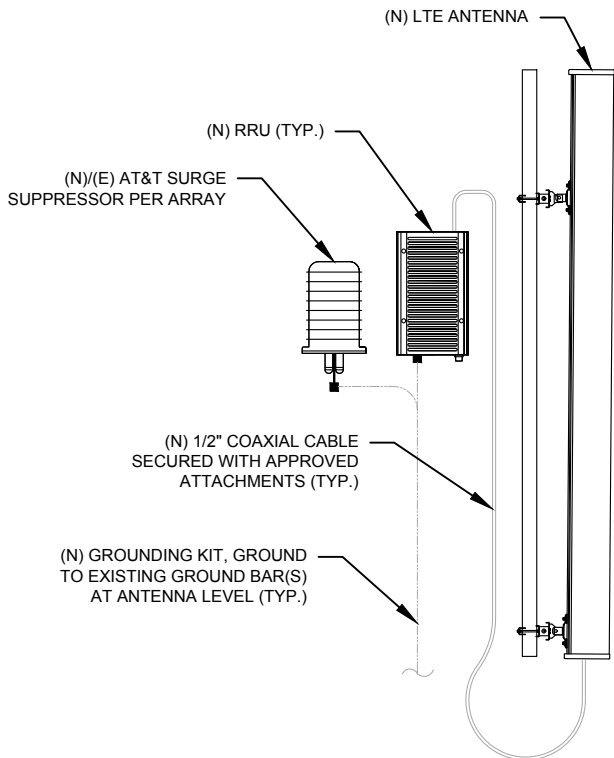 (N) LTE ANTENNA
(N) RRU (TYP.)
(N)/(E) AT&T SURGE
SUPPRESSOR PER ARRAY
(N) 1/2" COAXIAL CABLE
SECURED WITH APPROVED
ATTACHMENTS (TYP.)
(N) GROUNDING KIT, GROUND
TO EXISTING GROUND BAR(S)
AT ANTENNA LEVEL (TYP.)